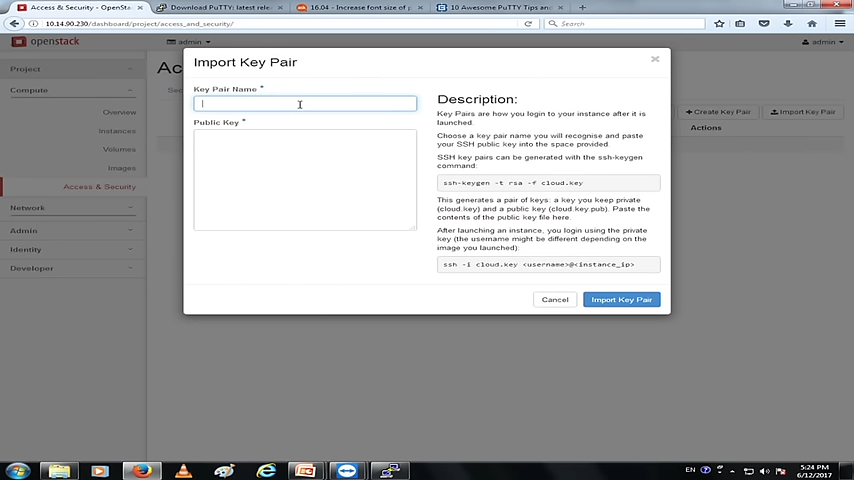 Access & Security - OpenSta...
Download PuTTY: latest rele...
16.04 - Increase font size of p
10 Awesome PuTTY Tips and
10.14.90.230/dashboard/project/access_and_security/
Search
openstack
admin
admin
Project
Compute
Overview
Instances
Volumes
Images
Access & Security
Network
Admin
Identity
Developer
Ac
Import Key Pair
Key Pair Name *
Public Key *
Description:
Key Pairs are how you login to your instance after it is
launched.
Choose a key pair name you will recognise and paste
your SSH public key into the space provided.
SSH key pairs can be generated with the ssh-keygen
command:
ssh-keygen -t rsa -f cloud.key
This generates a pair of keys: a key you keep private
(cloud.key) and a public key (cloud.key.pub). Paste the
contents of the public key file here.
After launching an instance, you login using the private
key (the username might be different depending on the
image you launched):
ssh -i cloud.key <username>@<instance_ip>
Cancel
Import Key Pair
+ Create Key Pair
Import Key Pair
Actions
EN
5:24 PM
6/12/2017